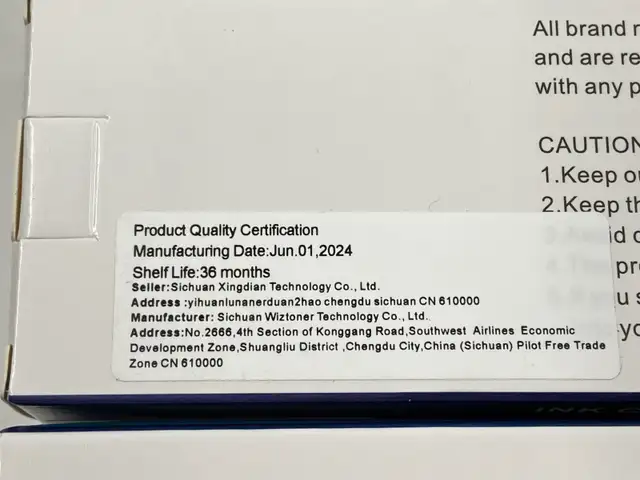 All brand
and are
with any
CAUTION
1.Keep
2.Keep
Product Quality Certification
Manufacturing Date:Jun.01,2024
Shelf Life:36 months
Seller:Sichuan Xingdian Technology Co., Ltd.
Address :yihuanlunanerduan2hao chengdu sichuan CN 610000
Manufacturer: Sichuan Wiztoner Technology Co., Ltd.
Address:No.2666,4th Section of Konggang Road,Southwest Airlines Economic
Development Zone,Shuangliu District ,Chengdu City,China (Sichuan) Pilot Free Trade
Zone CN 610000
INK